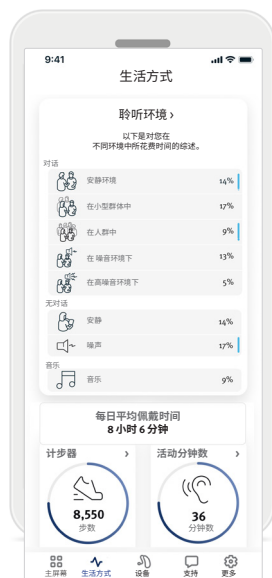 9:41
生活方式
聆听环境 ›
以下是对您在
不同环境中所花费时间的综述。
对话
安静环境 14%
在小型群体中 17%
在人群中 9%
在 噪音环境下 13%
在高噪音环境下 5%
无对话
安静 14%
噪声 17%
音乐
音乐 9%
每日平均佩戴时间
8 小时 6 分钟
计步器 › 活动分钟数 ›
8,550 36
步数 分钟数
主屏幕 生活方式 设备 支持 更多